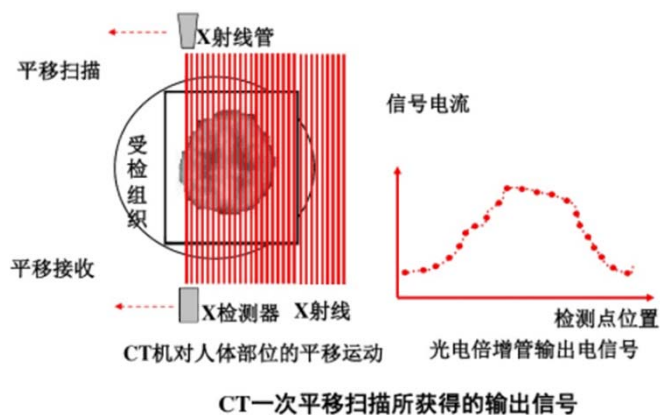 X射线管
平移扫描
信号电流
受检组织
平移接收
X检测器 X射线
检测点位置
CT机对人体部位的平移运动
光电倍增管输出电信号
CT一次平移扫描所获得的输出信号